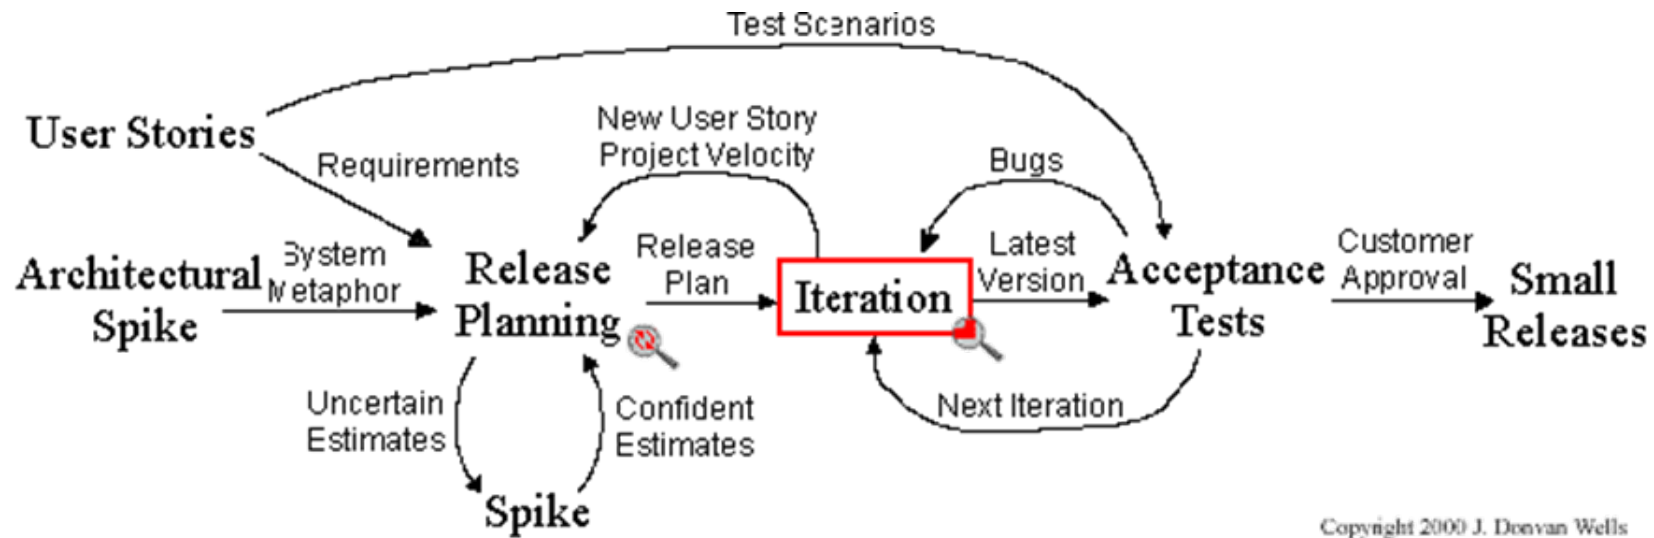 Test Scenarios
User Stories
Requirements
New User Story
Project Velocity
Bugs
Architectural
Spike
System
Metaphor
Release
Planning
Release
Plan
Iteration
Latest
Version
Acceptance
Tests
Customer
Approval
Small
Releases
Uncertain
Estimates
Confident
Estimates
Next Iteration
Spike
Copyright 2000 J. Donvan Wells